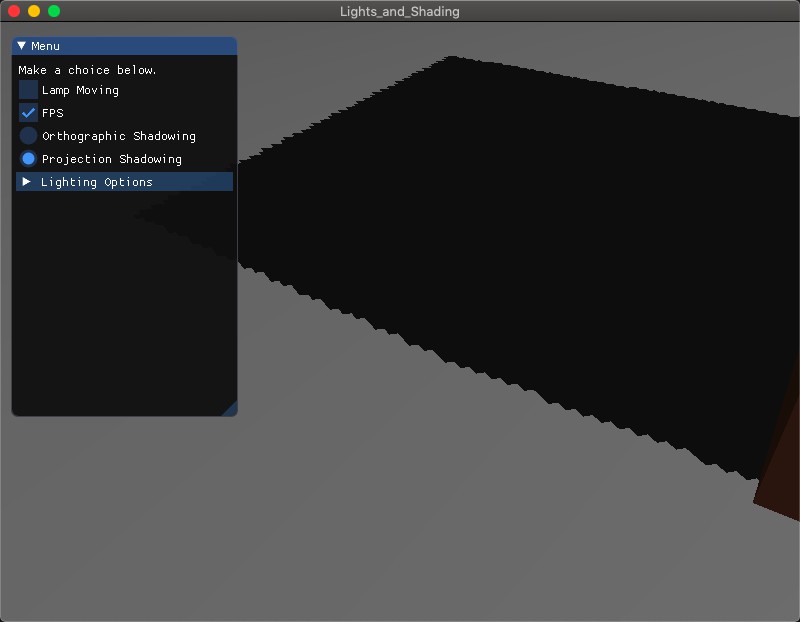 Lights_and_Shading
Menu
Make a choice below.
Lamp Moving
FPS
Orthographic Shadowing
Projection Shadowing
Lighting Options